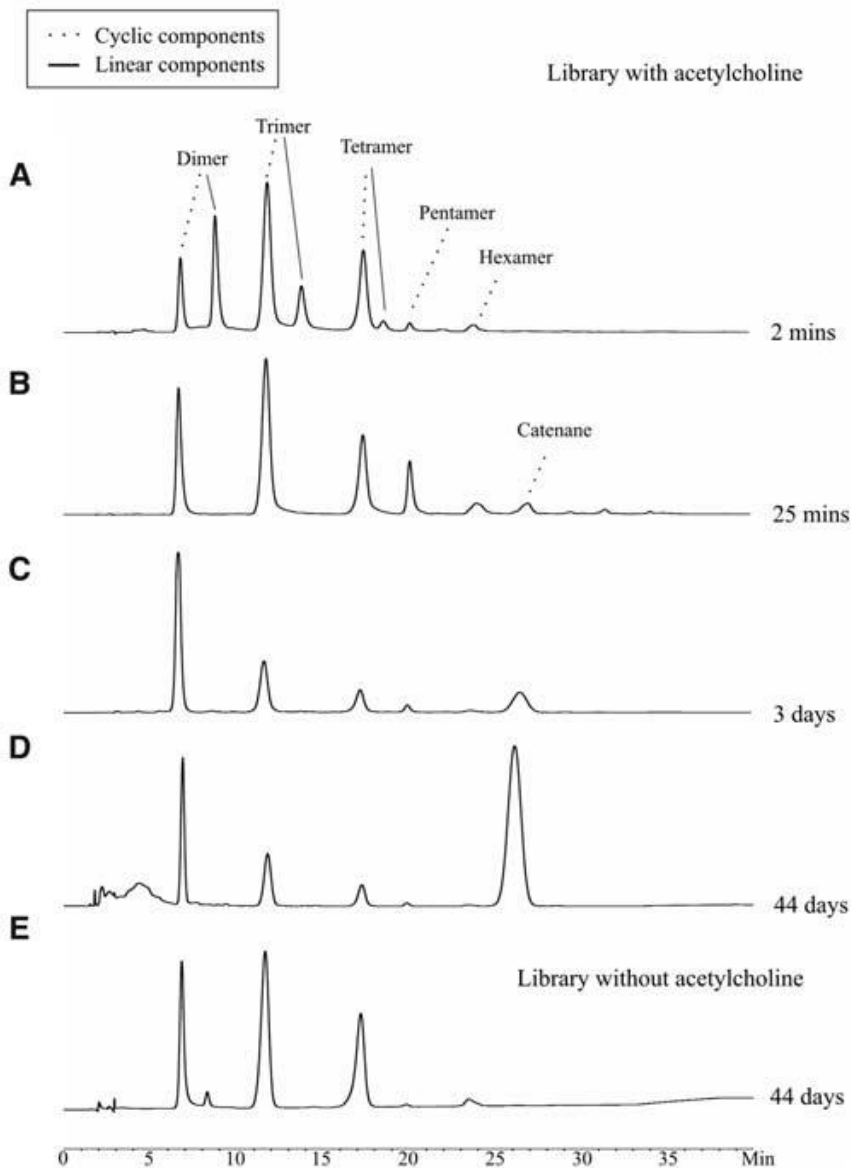 Cyclic components
Linear components
Library with acetylcholine
A
Dimer
Trimer
Tetramer
Pentamer
Hexamer
2 mins
B
Catenane
25 mins
C
3 days
D
44 days
E
Library without acetylcholine
44 days
0 5 10 15 20 25 30 35 Min